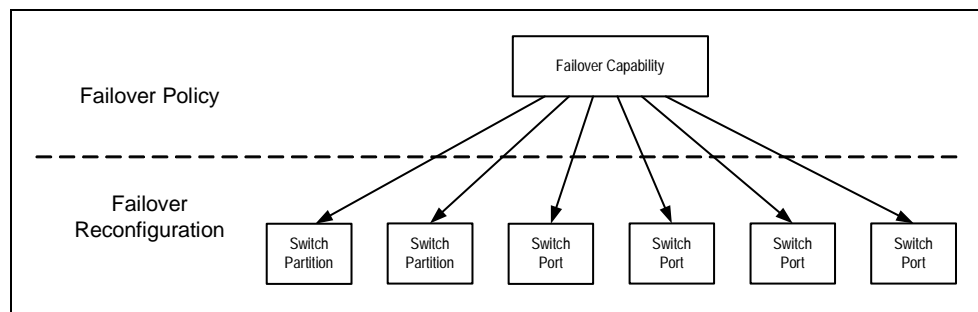 Failover Capability
Failover Policy
Failover
Reconfiguration
Switch
Partition
Switch
Partition
Switch
Port
Switch
Port
Switch
Port
Switch
Port